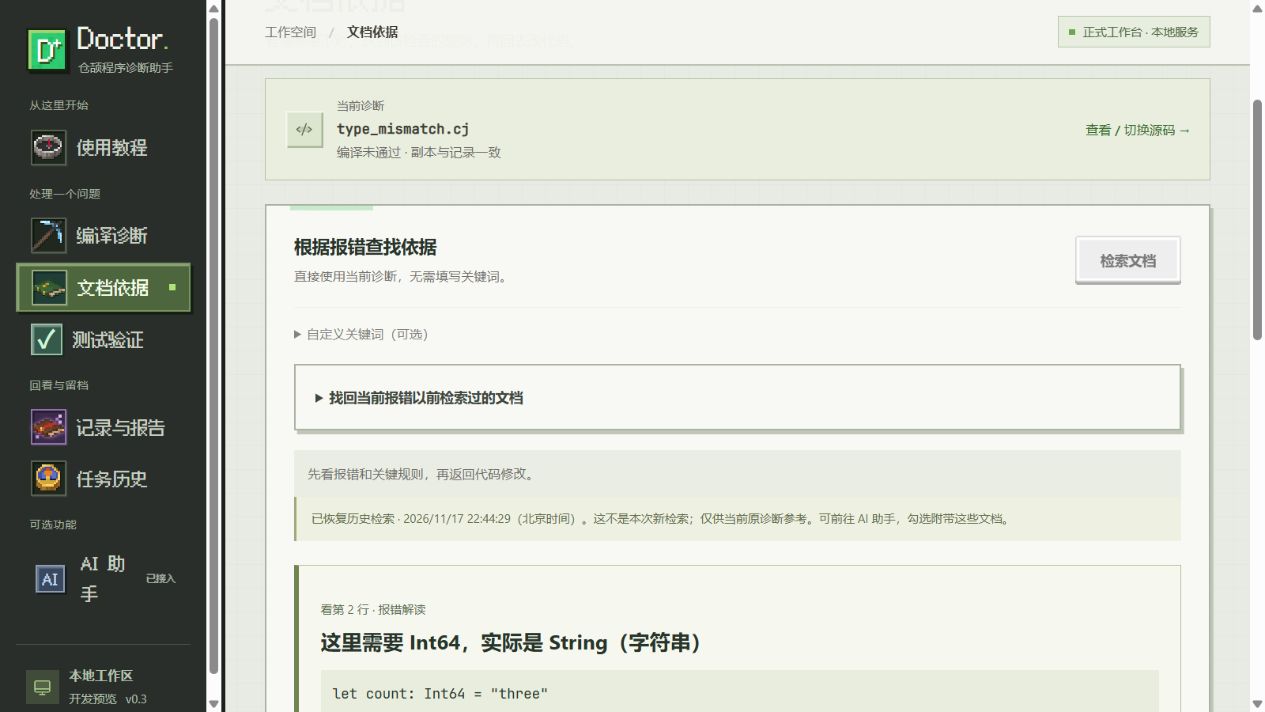 Doctor.
仓颉程序诊断助手
从这里开始
使用教程
处理一个问题
编译诊断
文档依据
测试验证
回看与留档
记录与报告
任务历史
可选功能
AI
AI 助手
已接入
本地工作区
开发预览 v0.3
工作空间 / 文档依据
正式工作台 · 本地服务
</>
当前诊断
type_mismatch.cj
编译未通过 · 副本与记录一致
查看 / 切换源码 →
根据报错查找依据
直接使用当前诊断，无需填写关键词。
检索文档
▶ 自定义关键词（可选）
▶ 找回当前报错以前检索过的文档
先看报错和关键规则，再返回代码修改。
已恢复历史检索 · 2026/11/17 22:44:29（北京时间）。这不是本次新检索；仅供当前原诊断参考。可前往 AI 助手，勾选附带这些文档。
看第 2 行 · 报错解读
这里需要 Int64，实际是 String（字符串）
let count: Int64 = "three"